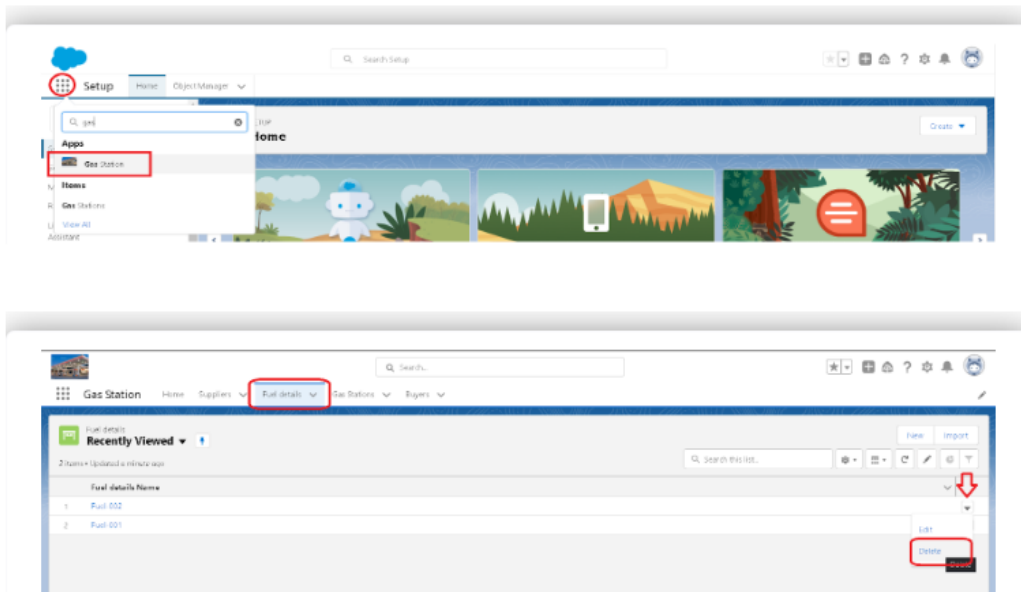 Search Setup
Setup Home Object Manager
Apps
Gas Station
Home
Create
Items
Gas Stations
View All
Assistant
Search...
Gas Station Home Suppliers Fuel details Gas Stations Buyers
Fuel details
Recently Viewed
New Import
2 items • Updated a minute ago
Search this list...
Fuel details Name
1 Fuel 002
2 Fuel 001
Edit
Delete